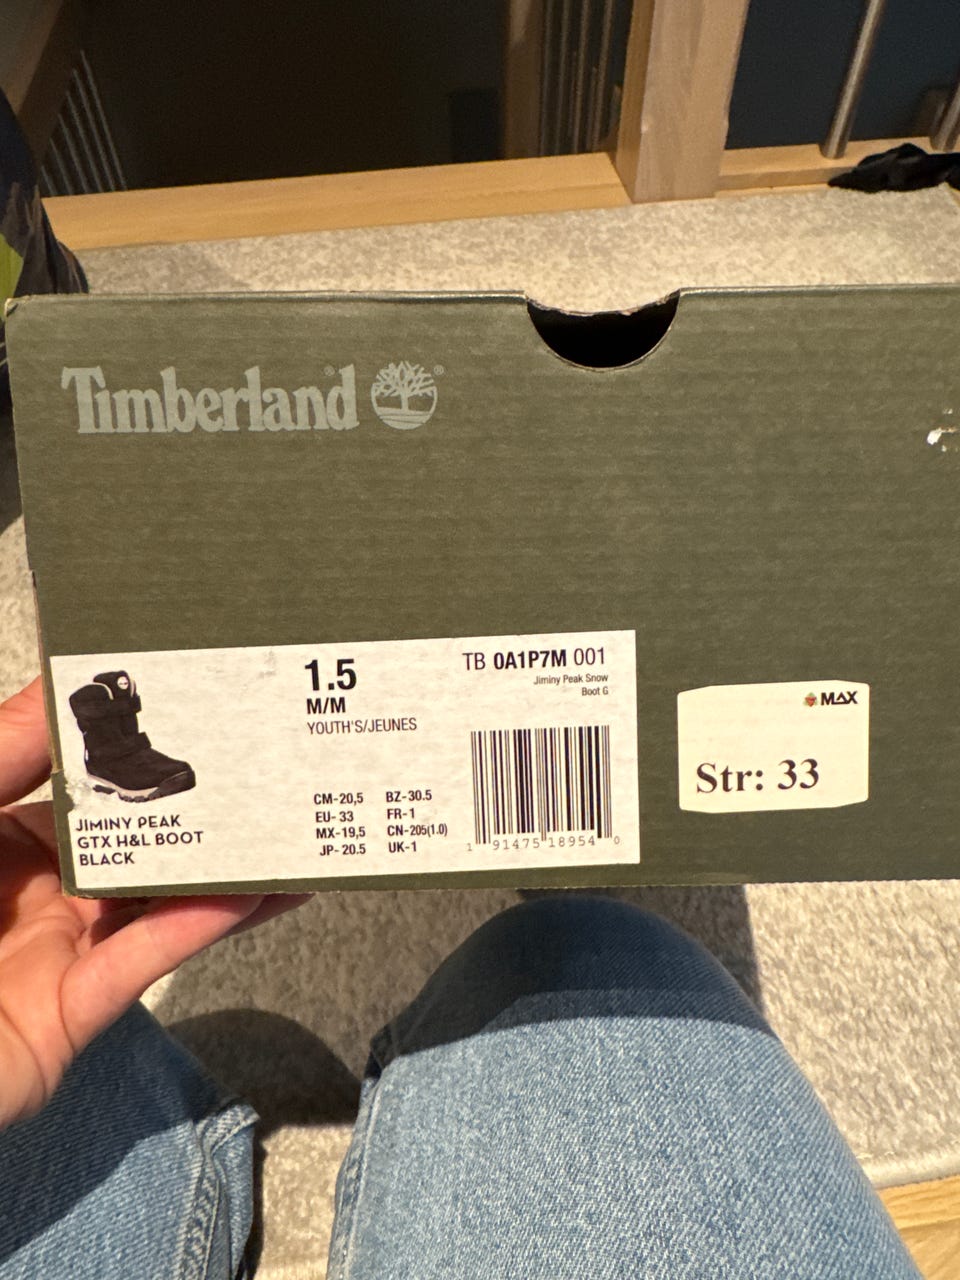 Timberland®
1.5
M/M
YOUTH'S/JEUNES
TB 0A1P7M 001
Jiminy Peak Snow
Boot G
CM-20,5 BZ-30.5
EU- 33 FR-1
MX-19,5 CN-205(1.0)
JP- 20.5 UK-1
1 91475 18954 0
JIMINY PEAK
GTX H&L BOOT
BLACK
MAX
Str: 33